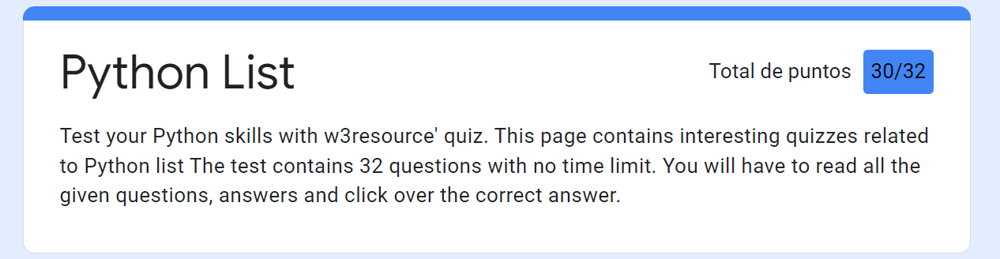 Python List
Total de puntos 30/32
Test your Python skills with w3resource' quiz. This page contains interesting quizzes related
to Python list The test contains 32 questions with no time limit. You will have to read all the
given questions, answers and click over the correct answer.